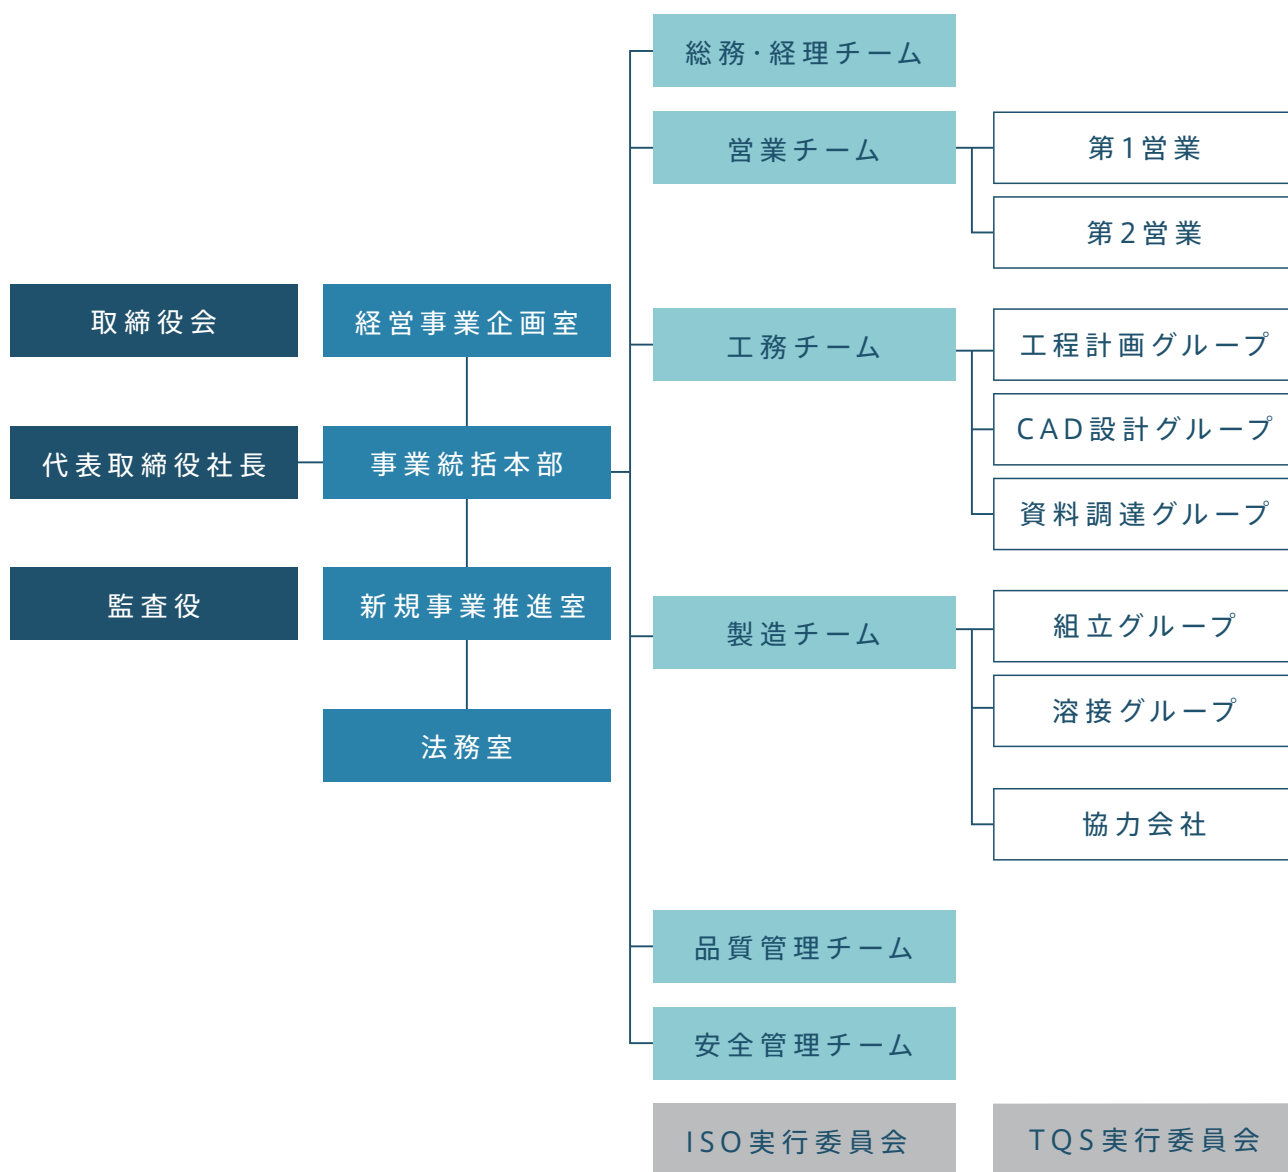 取締役会
代表取締役社長
監査役
経営事業企画室
事業統括本部
新規事業推進室
法務室
総務･経理チーム
営業チーム
第1営業
第2営業
工務チーム
工程計画グループ
CAD設計グループ
資料調達グループ
製造チーム
組立グループ
溶接グループ
協力会社
品質管理チーム
安全管理チーム
ISO実行委員会
TQS実行委員会